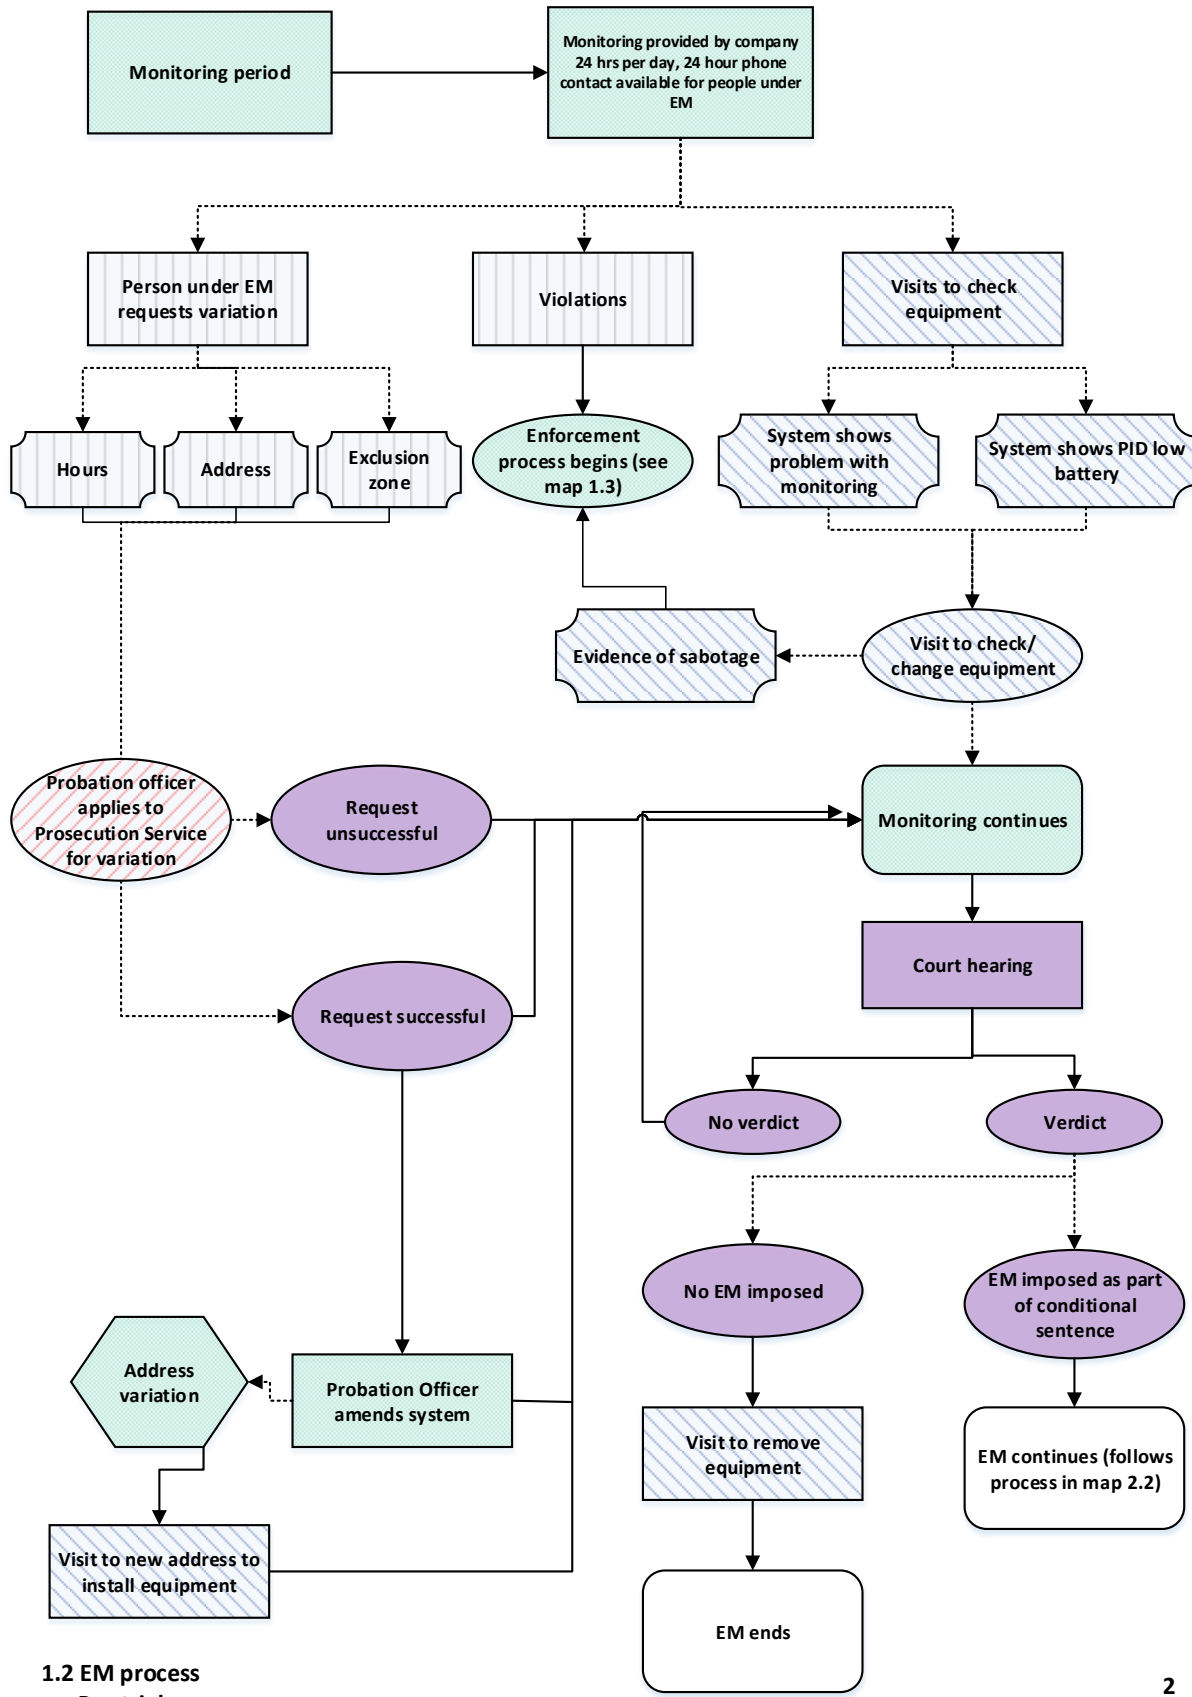 Monitoring period
Monitoring provided by company
24 hrs per day, 24 hour phone
contact available for people under
EM
Person under EM
requests variation
Violations
Visits to check
equipment
Hours
Address
Exclusion
zone
Enforcement
process begins (see
map 1.3)
System shows
problem with
monitoring
System shows PID low
battery
Evidence of sabotage
Visit to check/
change equipment
Probation officer
applies to
Prosecution Service
for variation
Request
unsuccessful
Monitoring continues
Request successful
Court hearing
No verdict
Verdict
No EM imposed
EM imposed as part
of conditional
sentence
Address
variation
Probation Officer
amends system
Visit to remove
equipment
EM continues (follows
process in map 2.2)
Visit to new address to
install equipment
EM ends
1.2 EM process
2